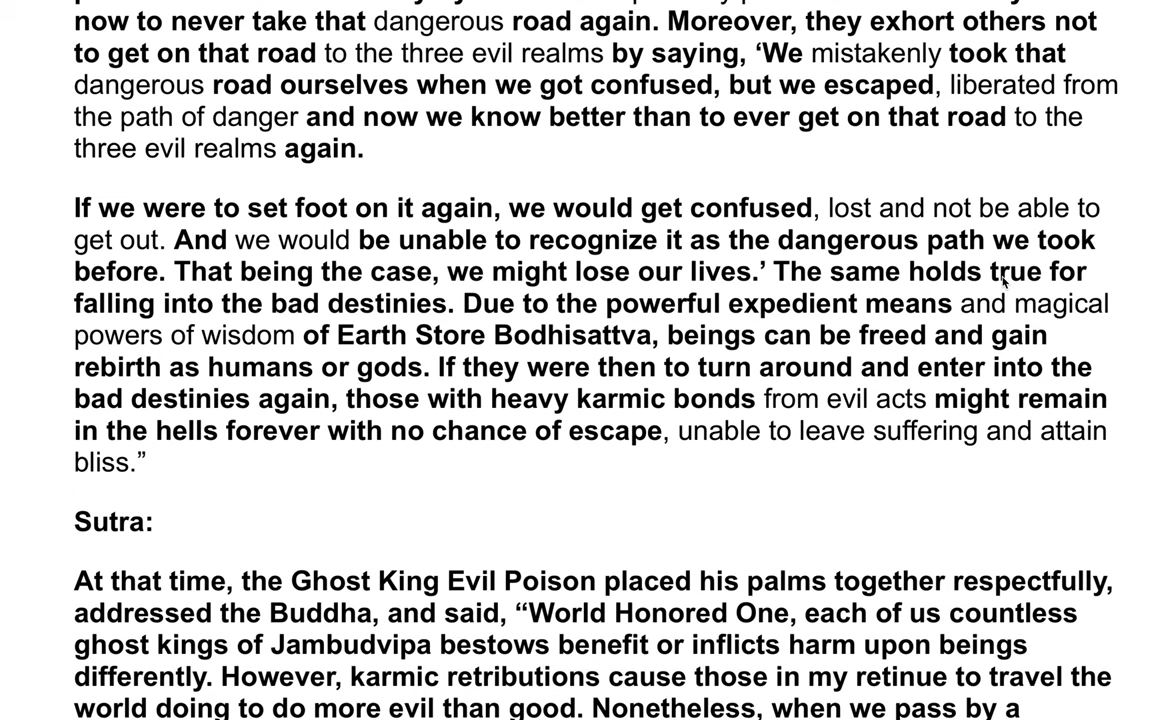 now to never take that dangerous road again. Moreover, they exhort others not
to get on that road to the three evil realms by saying, ‘We mistakenly took that
dangerous road ourselves when we got confused, but we escaped, liberated from
the path of danger and now we know better than to ever get on that road to the
three evil realms again.
If we were to set foot on it again, we would get confused, lost and not be able to
get out. And we would be unable to recognize it as the dangerous path we took
before. That being the case, we might lose our lives.’ The same holds true for
falling into the bad destinies. Due to the powerful expedient means and magical
powers of wisdom of Earth Store Bodhisattva, beings can be freed and gain
rebirth as humans or gods. If they were then to turn around and enter into the
bad destinies again, those with heavy karmic bonds from evil acts might remain
in the hells forever with no chance of escape, unable to leave suffering and attain
bliss.”
Sutra:
At that time, the Ghost King Evil Poison placed his palms together respectfully,
addressed the Buddha, and said, “World Honored One, each of us countless
ghost kings of Jambudvipa bestows benefit or inflicts harm upon beings
differently. However, karmic retributions cause those in my retinue to travel the
world doing to do more evil than good. Nonetheless, when we pass by a